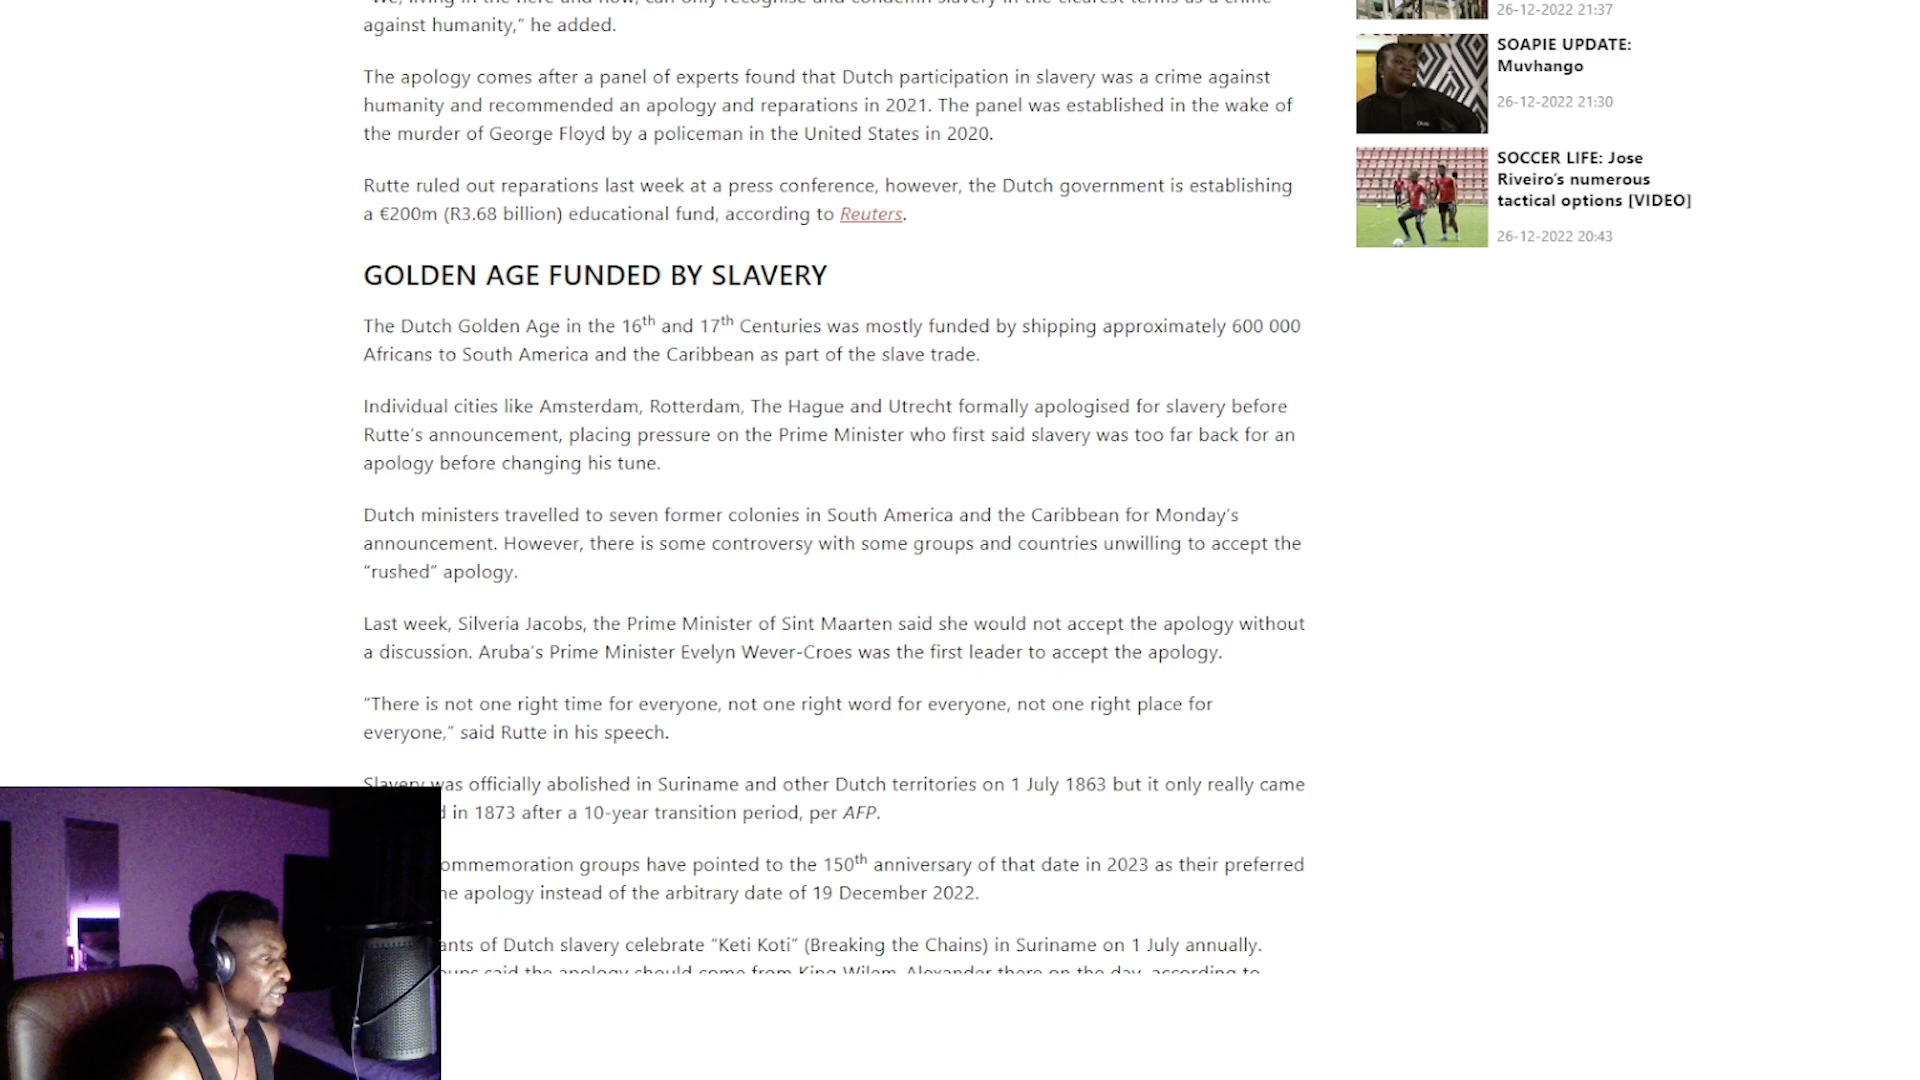 "We, living in the here and now, can only recognise and condemn slavery in the clearest terms as a crime
against humanity," he added.
The apology comes after a panel of experts found that Dutch participation in slavery was a crime against
humanity and recommended an apology and reparations in 2021. The panel was established in the wake of
the murder of George Floyd by a policeman in the United States in 2020.
Rutte ruled out reparations last week at a press conference, however, the Dutch government is establishing
a €200m (R3.68 billion) educational fund, according to Reuters.
GOLDEN AGE FUNDED BY SLAVERY
The Dutch Golden Age in the 16th and 17th Centuries was mostly funded by shipping approximately 600 000
Africans to South America and the Caribbean as part of the slave trade.
Individual cities like Amsterdam, Rotterdam, The Hague and Utrecht formally apologised for slavery before
Rutte's announcement, placing pressure on the Prime Minister who first said slavery was too far back for an
apology before changing his tune.
Dutch ministers travelled to seven former colonies in South America and the Caribbean for Monday's
announcement. However, there is some controversy with some groups and countries unwilling to accept the
"rushed" apology.
Last week, Silveria Jacobs, the Prime Minister of Sint Maarten said she would not accept the apology without
a discussion. Aruba's Prime Minister Evelyn Wever-Croes was the first leader to accept the apology.
"There is not one right time for everyone, not one right word for everyone, not one right place for
everyone," said Rutte in his speech.
Slavery was officially abolished in Suriname and other Dutch territories on 1 July 1863 but it only really came
in 1873 after a 10-year transition period, per AFP.
ommemoration groups have pointed to the 150th anniversary of that date in 2023 as their preferred
he apology instead of the arbitrary date of 19 December 2022.
ants of Dutch slavery celebrate "Keti Koti" (Breaking the Chains) in Suriname on 1 July annually.
said the apology should come from King Wilem-Alexander there on the day, according to
26-12-2022 21:37
SOAPIE UPDATE:
Muvhango
26-12-2022 21:30
SOCCER LIFE: Jose
Riveiro's numerous
tactical options [VIDEO]
26-12-2022 20:43